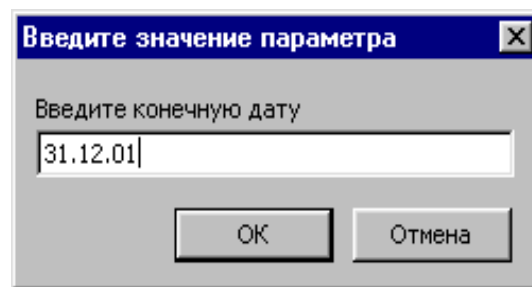 Введите значение параметра
Введите конечную дату
31.12.01
OK
Отмена